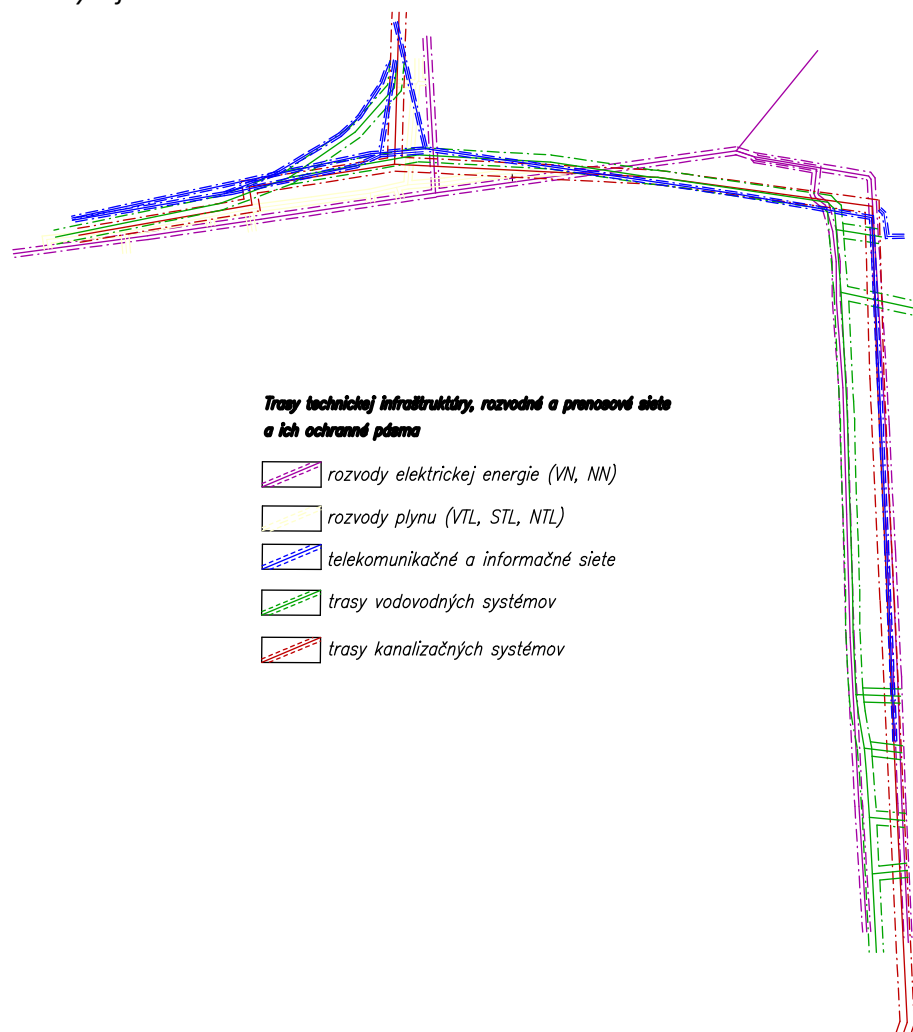 Trasy technickej infraštruktúry, rozvodné a prenosové siete
a ich ochranné pásma
rozvody elektrickej energie (VN, NN)
rozvody plynu (VTL, STL, NTL)
telekomunikačné a informačné siete
trasy vodovodných systémov
trasy kanalizačných systémov